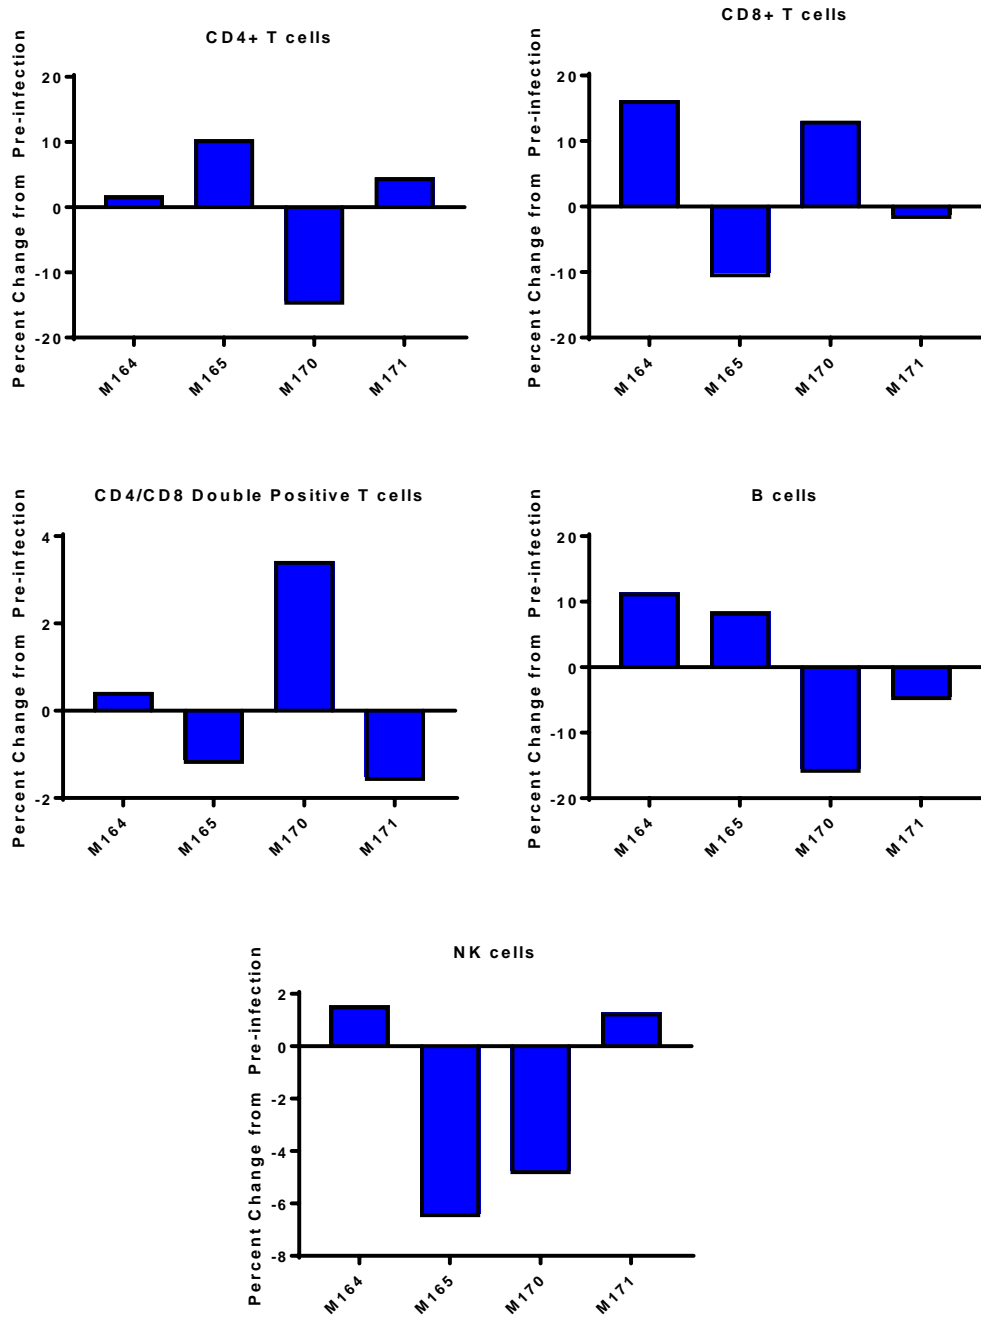 CD4+ T cells
Percent Change from Pre-infection
20
10
0
-10
-20
M164
M165
M170
M171
CD8+ T cells
Percent Change from Pre-infection
20
10
0
-10
-20
M164
M165
M170
M171
CD4/CD8 Double Positive T cells
Percent Change from Pre-infection
4
2
0
-2
M164
M165
M170
M171
B cells
Percent Change from Pre-infection
20
10
0
-10
-20
M164
M165
M170
M171
NK cells
Percent Change from Pre-infection
2
0
-2
-4
-6
-8
M164
M165
M170
M171